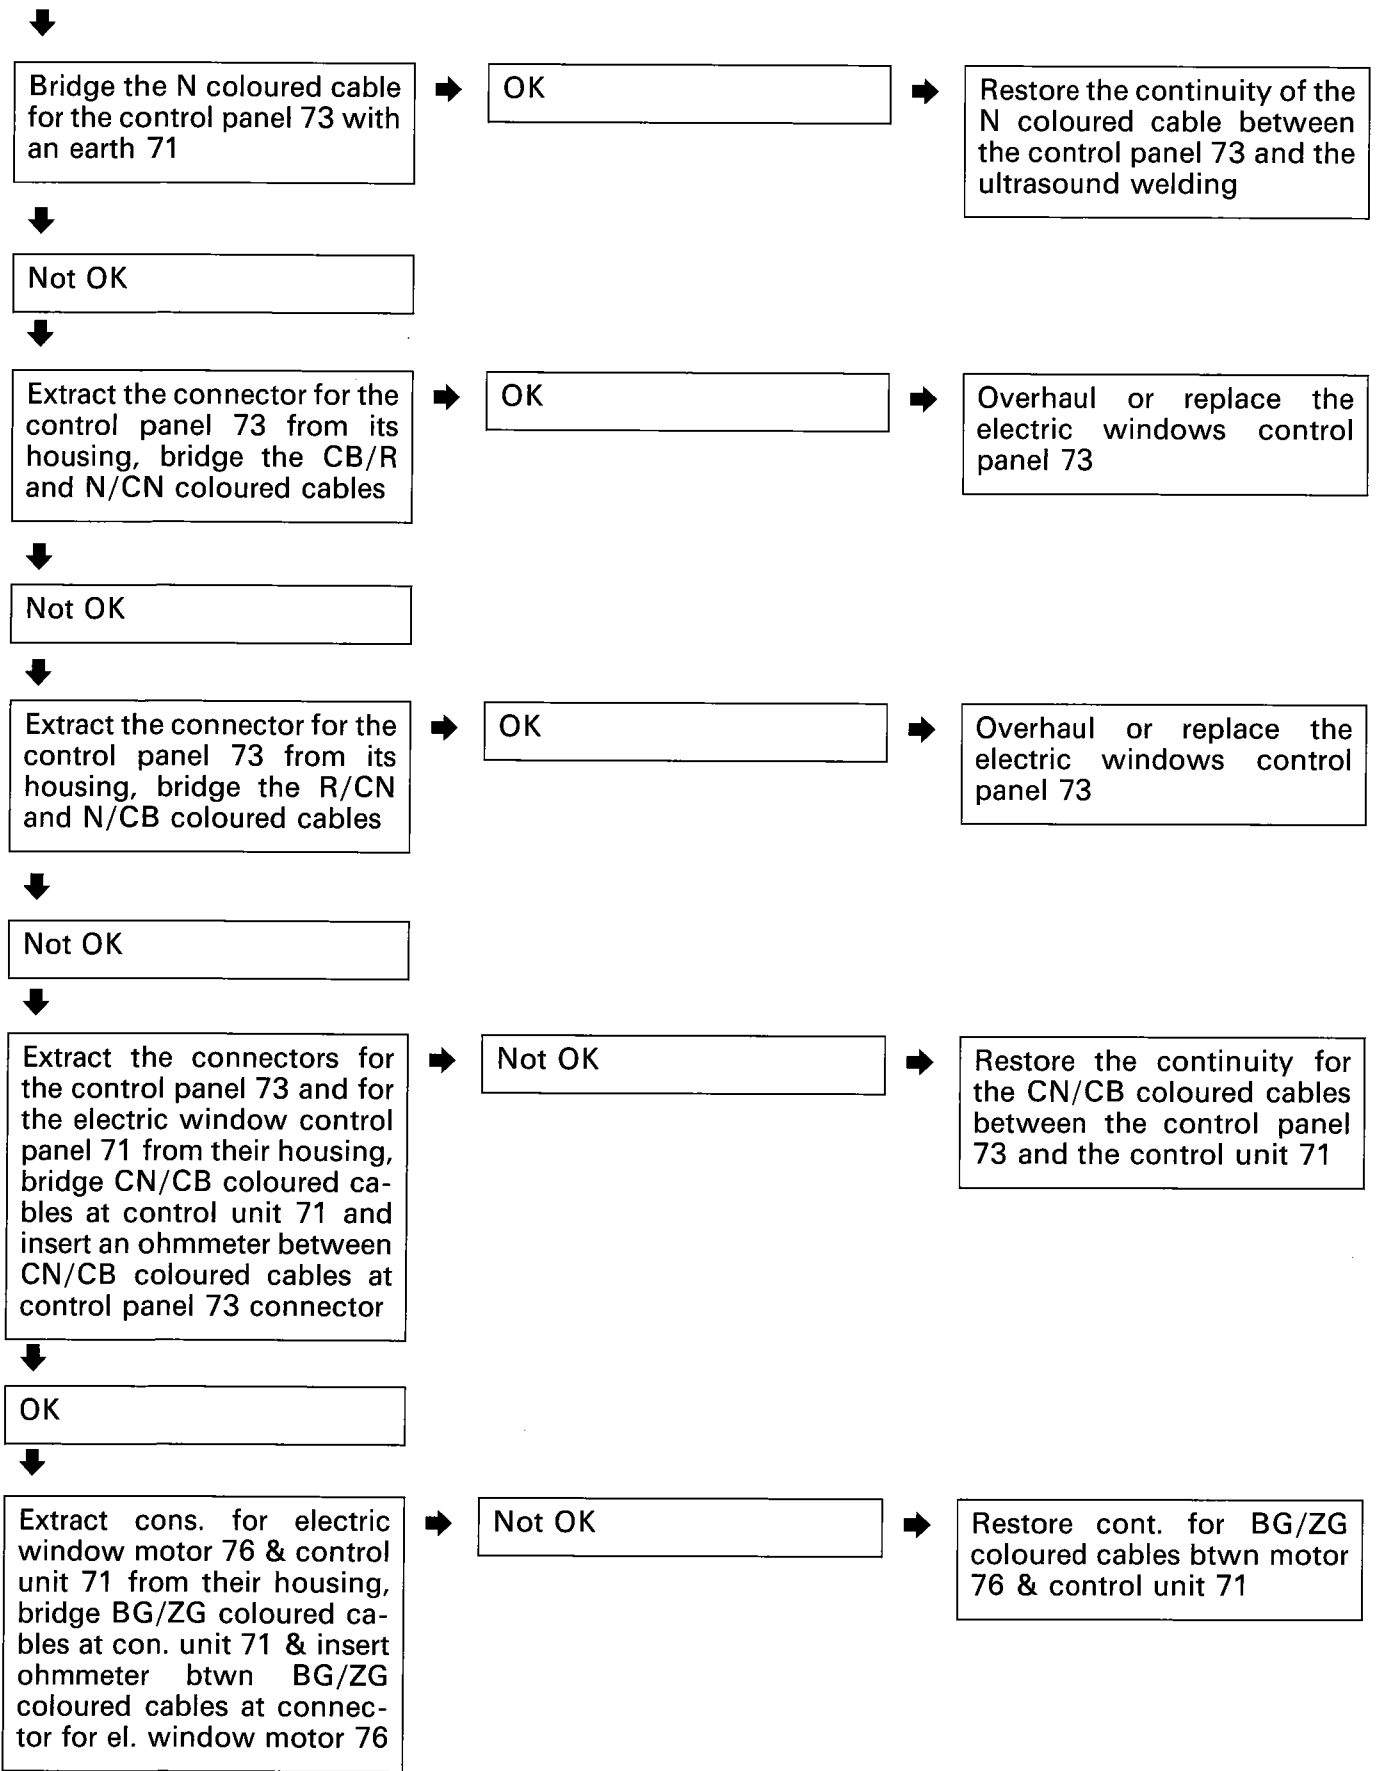 Bridge the N coloured cable
for the control panel 73 with
an earth 71
OK
Restore the continuity of the
N coloured cable between
the control panel 73 and the
ultrasound welding
Not OK
Extract the connector for the
control panel 73 from its
housing, bridge the CB/R
and N/CN coloured cables
OK
Overhaul or replace the
electric windows control
panel 73
Not OK
Extract the connector for the
control panel 73 from its
housing, bridge the R/CN
and N/CB coloured cables
OK
Overhaul or replace the
electric windows control
panel 73
Not OK
Extract the connectors for
the control panel 73 and for
the electric window control
panel 71 from their housing,
bridge CN/CB coloured ca-
bles at control unit 71 and
insert an ohmmeter between
CN/CB coloured cables at
control panel 73 connector
Not OK
Restore the continuity for
the CN/CB coloured cables
between the control panel
73 and the control unit 71
OK
Extract cons. for electric
window motor 76 & control
unit 71 from their housing,
bridge BG/ZG coloured ca-
bles at con. unit 71 & insert
ohmmeter btwn BG/ZG
coloured cables at connec-
tor for el. window motor 76
Not OK
Restore cont. for BG/ZG
coloured cables btwn motor
76 & control unit 71